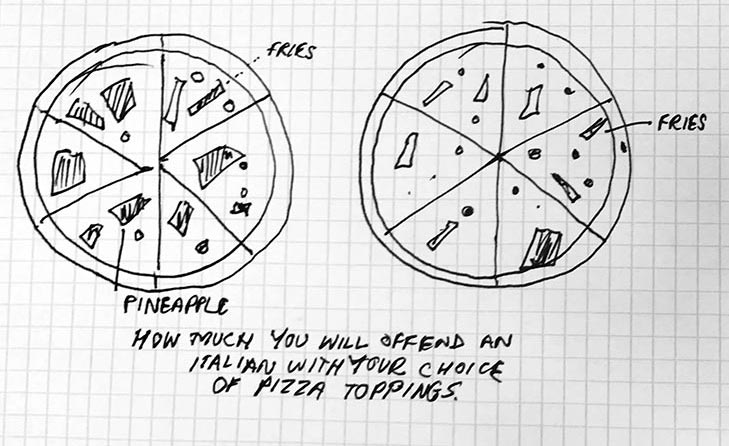 FRIES
FRIES
PINEAPPLE
HOW MUCH YOU WILL OFFEND AN
ITALIAN WITH YOUR CHOICE
OF PIZZA TOPPINGS.